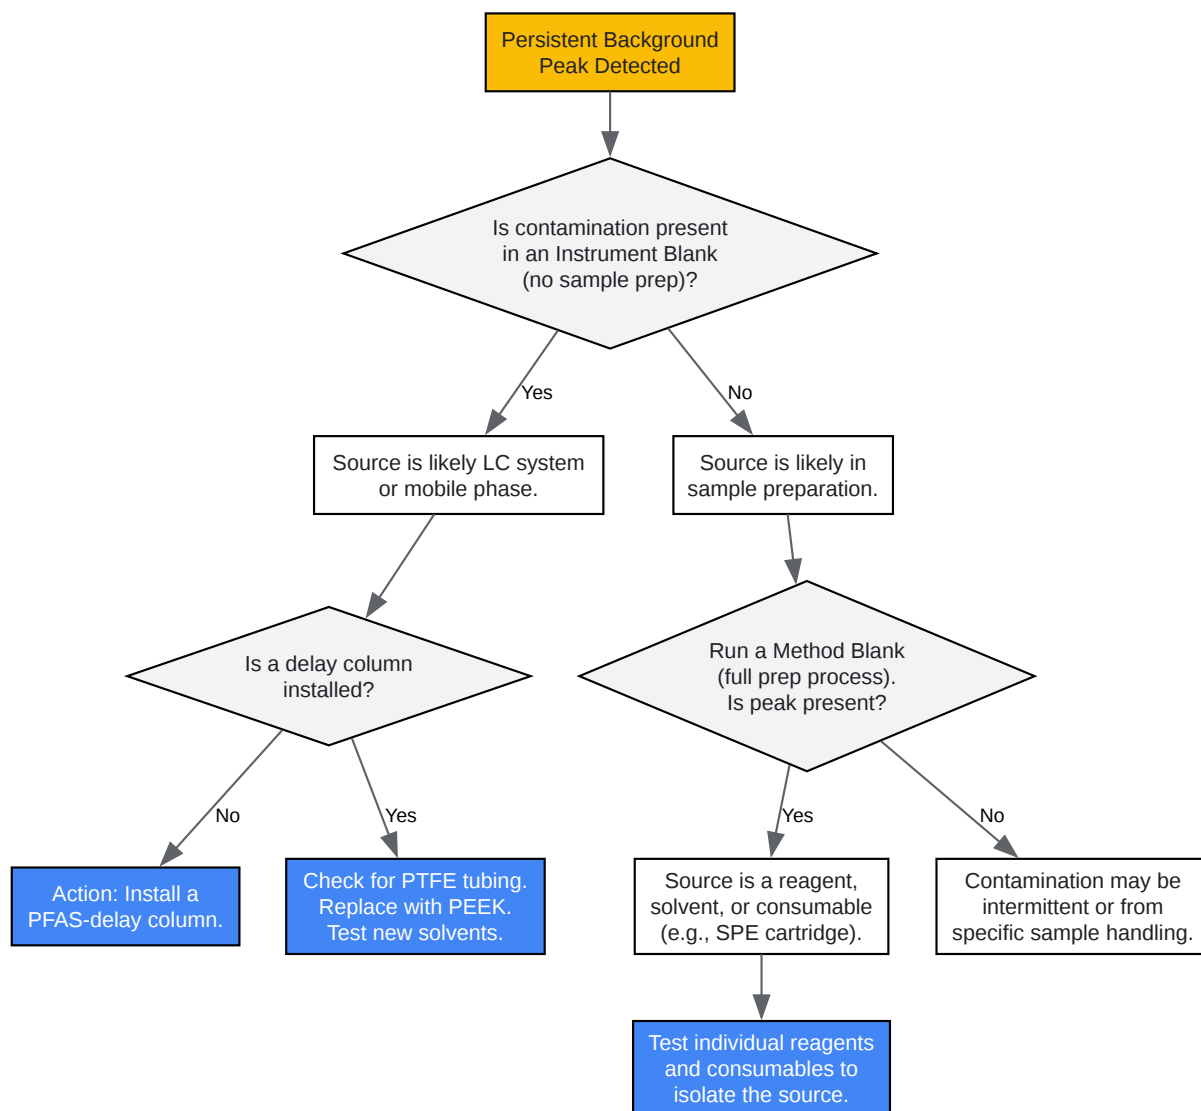 Persistent Background
Peak Detected
Is contamination present
in an Instrument Blank
(no sample prep)?
Yes
No
Source is likely LC system
or mobile phase.
Source is likely in
sample preparation.
Is a delay column
installed?
Run a Method Blank
(full prep process).
Is peak present?
No
Yes
Yes
No
Action: Install a
PFAS-delay column.
Check for PTFE tubing.
Replace with PEEK.
Test new solvents.
Source is a reagent,
solvent, or consumable
(e.g., SPE cartridge).
Contamination may be
intermittent or from
specific sample handling.
Test individual reagents
and consumables to
isolate the source.